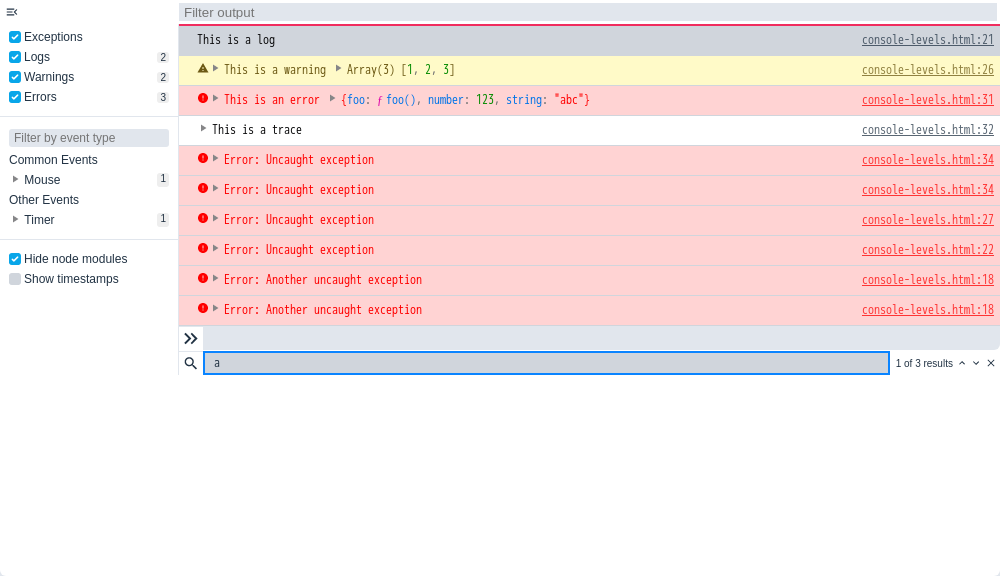 Filter output
Exceptions
Logs 2
Warnings 2
Errors 3
Filter by event type
Common Events
Mouse 1
Other Events
Timer 1
Hide node modules
Show timestamps
This is a log console-levels.html:21
This is a warning Array(3) [1, 2, 3] console-levels.html:26
This is an error {foo: ƒ foo(), number: 123, string: "abc"} console-levels.html:31
This is a trace console-levels.html:32
Error: Uncaught exception console-levels.html:34
Error: Uncaught exception console-levels.html:34
Error: Uncaught exception console-levels.html:27
Error: Uncaught exception console-levels.html:22
Error: Another uncaught exception console-levels.html:18
Error: Another uncaught exception console-levels.html:18
a 1 of 3 results